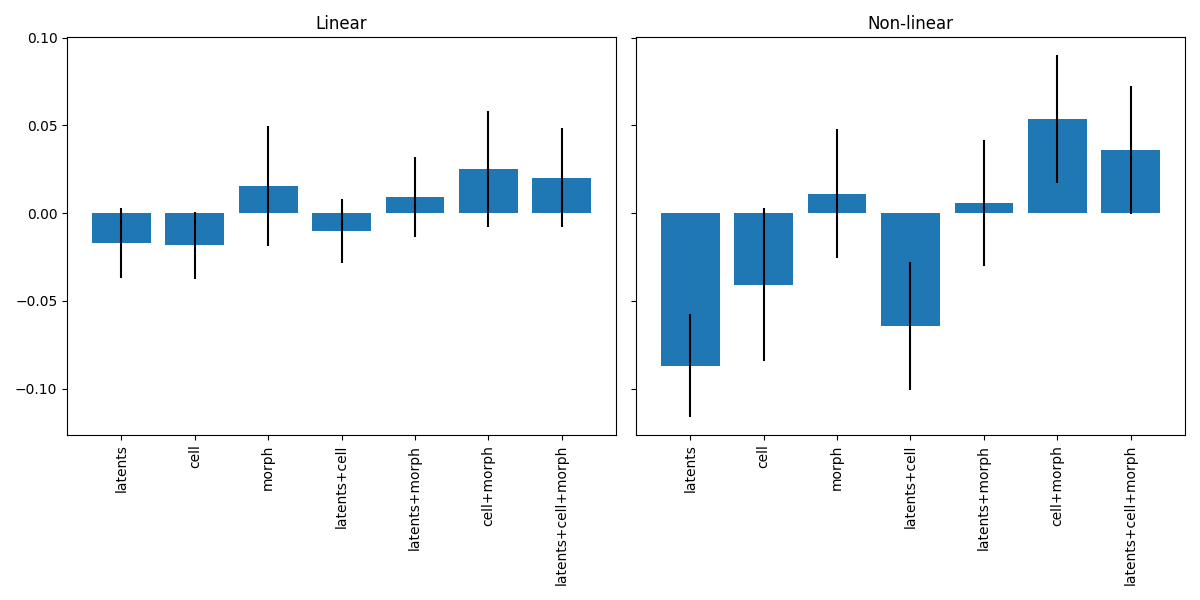 Linear
Non-linear
0.10
0.05
0.00
−0.05
−0.10
latents
cell
morph
latents+cell
latents+morph
cell+morph
latents+cell+morph
latents
cell
morph
latents+cell
latents+morph
cell+morph
latents+cell+morph